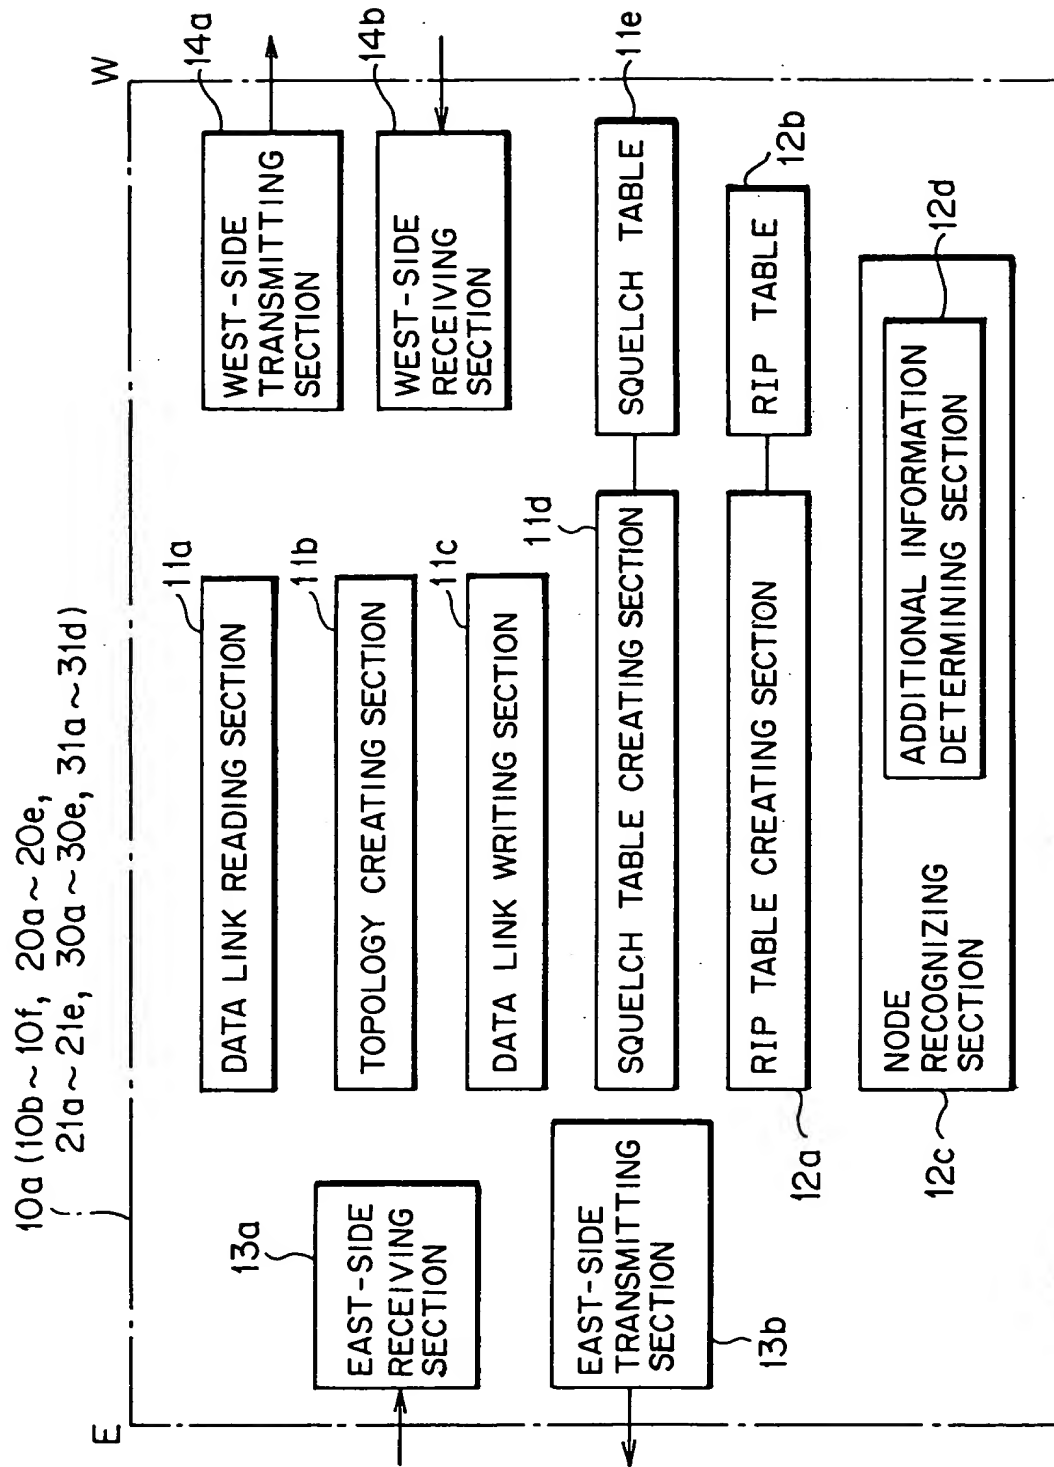 10a (10b~10f, 20a~20e,
21a~21e, 30a~30e, 31a~31d)
E
W
13a
EAST-SIDE
RECEIVING
SECTION
EAST-SIDE
TRANSMITTING
SECTION
13b
11a
DATA LINK READING SECTION
11b
TOPOLOGY CREATING SECTION
11c
DATA LINK WRITING SECTION
11d
SQUELCH TABLE CREATING SECTION
RIP TABLE CREATING SECTION
12a
NODE
RECOGNIZING
SECTION
12c
ADDITIONAL INFORMATION
DETERMINING SECTION
12d
14a
WEST-SIDE
TRANSMITTING
SECTION
14b
WEST-SIDE
RECEIVING
SECTION
11e
SQUELCH TABLE
12b
RIP TABLE